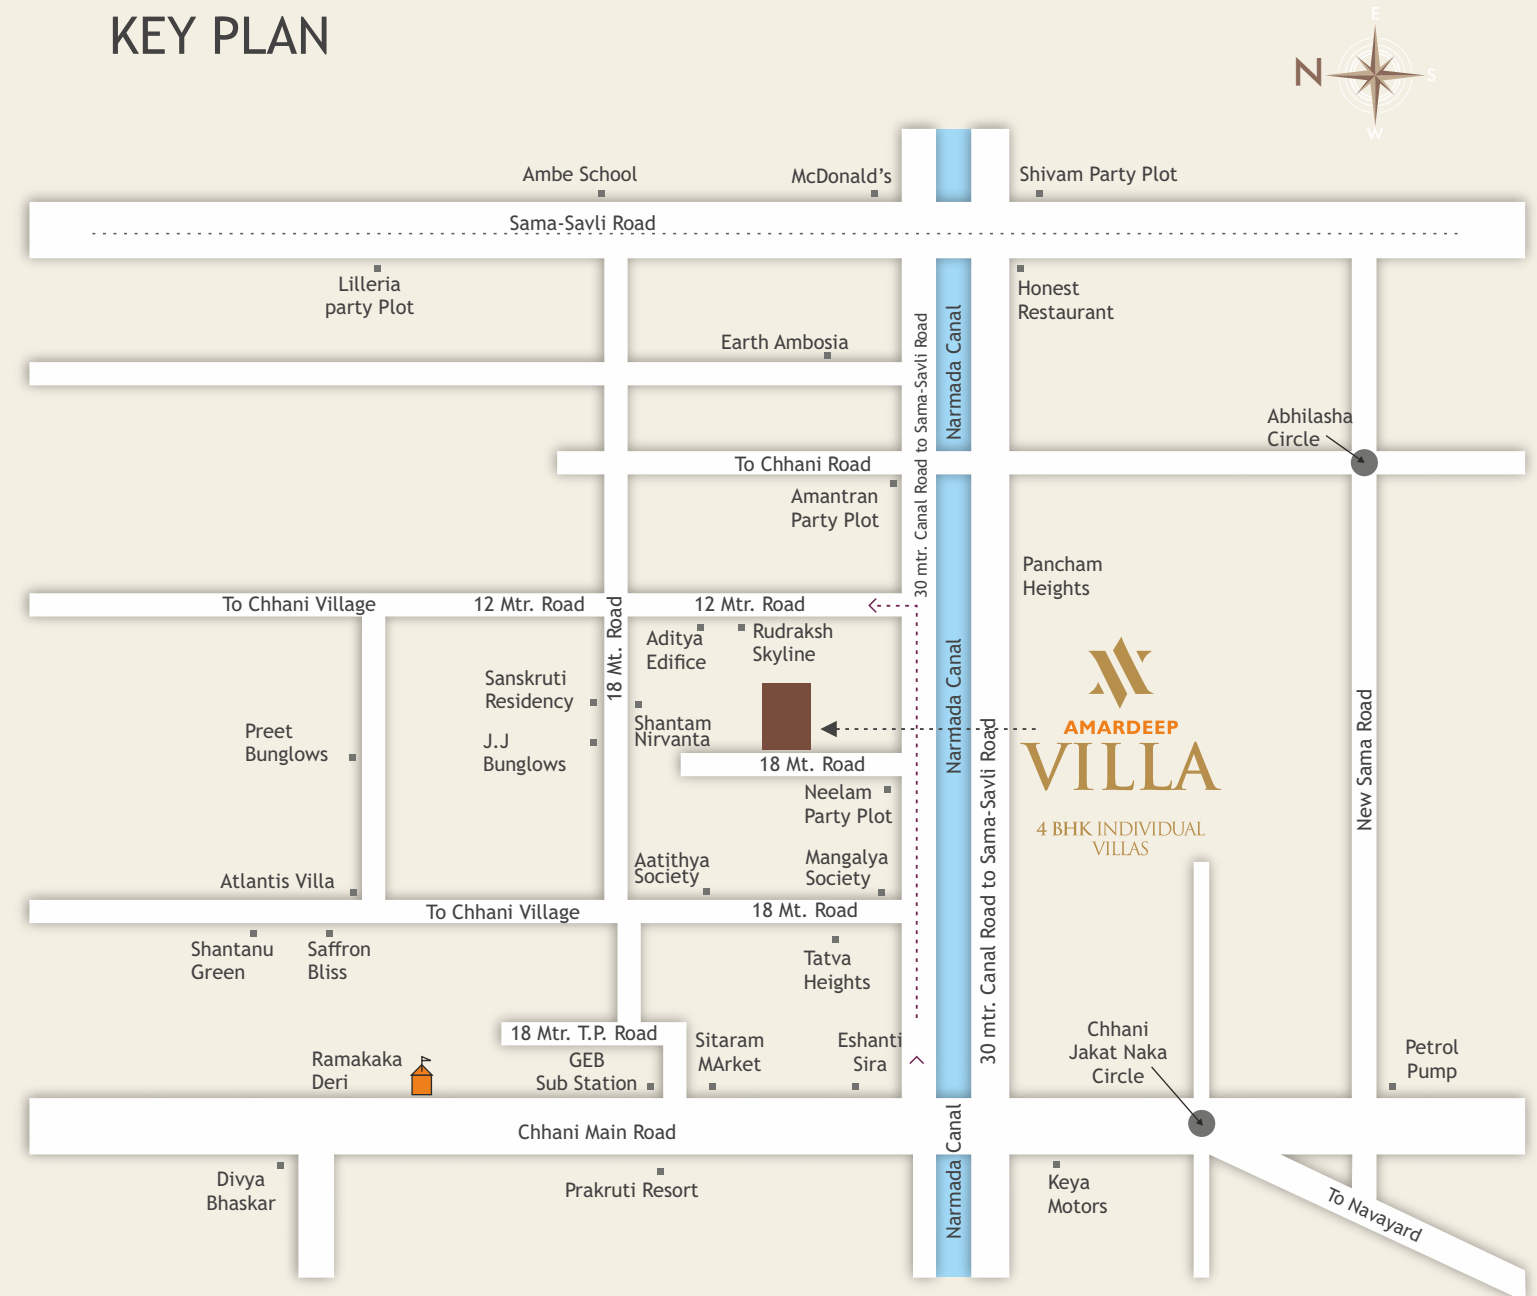 KEY PLAN
E
N
S
W
Ambe School
McDonald's
Shivam Party Plot
Sama-Savli Road
Lilleria
party Plot
Honest
Restaurant
Earth Ambosia
30 mtr. Canal Road to Sama-Savli Road
Narmada Canal
Abhilasha
Circle
To Chhani Road
Amantran
Party Plot
Pancham
Heights
To Chhani Village
12 Mtr. Road
12 Mtr. Road
18 Mt. Road
Aditya
Edifice
Rudraksh
Skyline
Sanskruti
Residency
Shantam
Nirvanta
J.J
Bunglows
Preet
Bunglows
Narmada Canal
AMARDEEP
VILLA
4 BHK INDIVIDUAL
VILLAS
New Sama Road
18 Mt. Road
Neelam
Party Plot
30 mtr. Canal Road to Sama-Savli Road
Aatithya
Society
Mangalya
Society
Atlantis Villa
To Chhani Village
18 Mt. Road
Shantanu
Green
Saffron
Bliss
Tatva
Heights
18 Mtr. T.P. Road
Sitaram
MArket
Eshanti
Sira
Chhani
Jakat Naka
Circle
Petrol
Pump
Ramakaka
Deri
GEB
Sub Station
Chhani Main Road
Narmada Canal
Divya
Bhaskar
Prakruti Resort
Keya
Motors
To Navayard